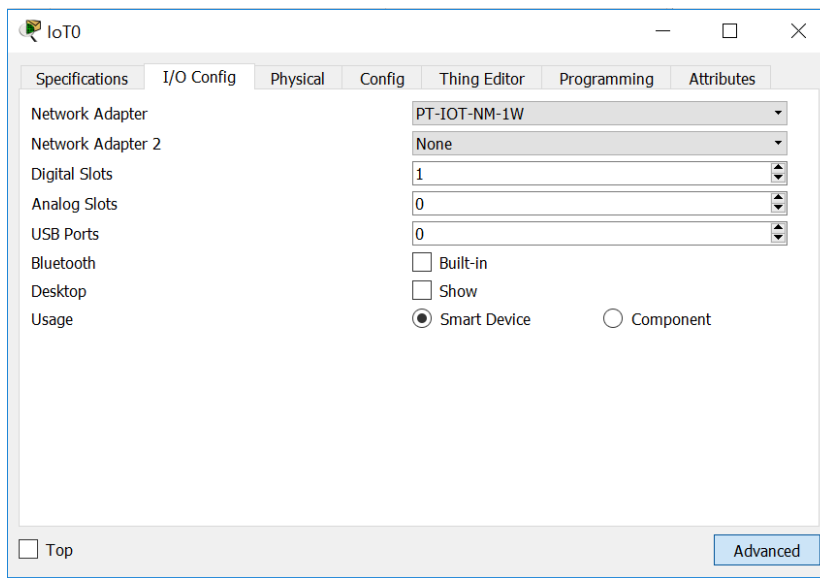 IoT0
Specifications I/O Config Physical Config Thing Editor Programming Attributes
Network Adapter PT-IOT-NM-1W
Network Adapter 2 None
Digital Slots 1
Analog Slots 0
USB Ports 0
Bluetooth Built-in
Desktop Show
Usage Smart Device Component
Top Advanced